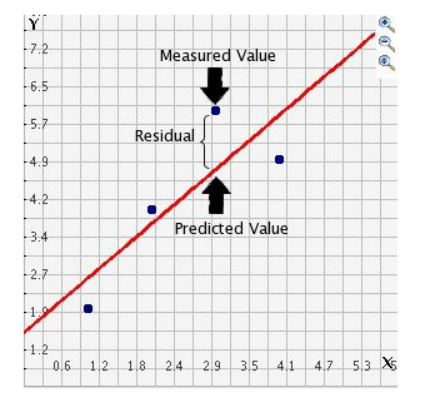 Y
7.2
Measured Value
6.5
5.7
Residual
4.9
4.2
Predicted Value
3.4
2.7
1.9
1.2
0.6 1.2 1.8 2.4 2.9 3.5 4.1 4.7 5.3 X